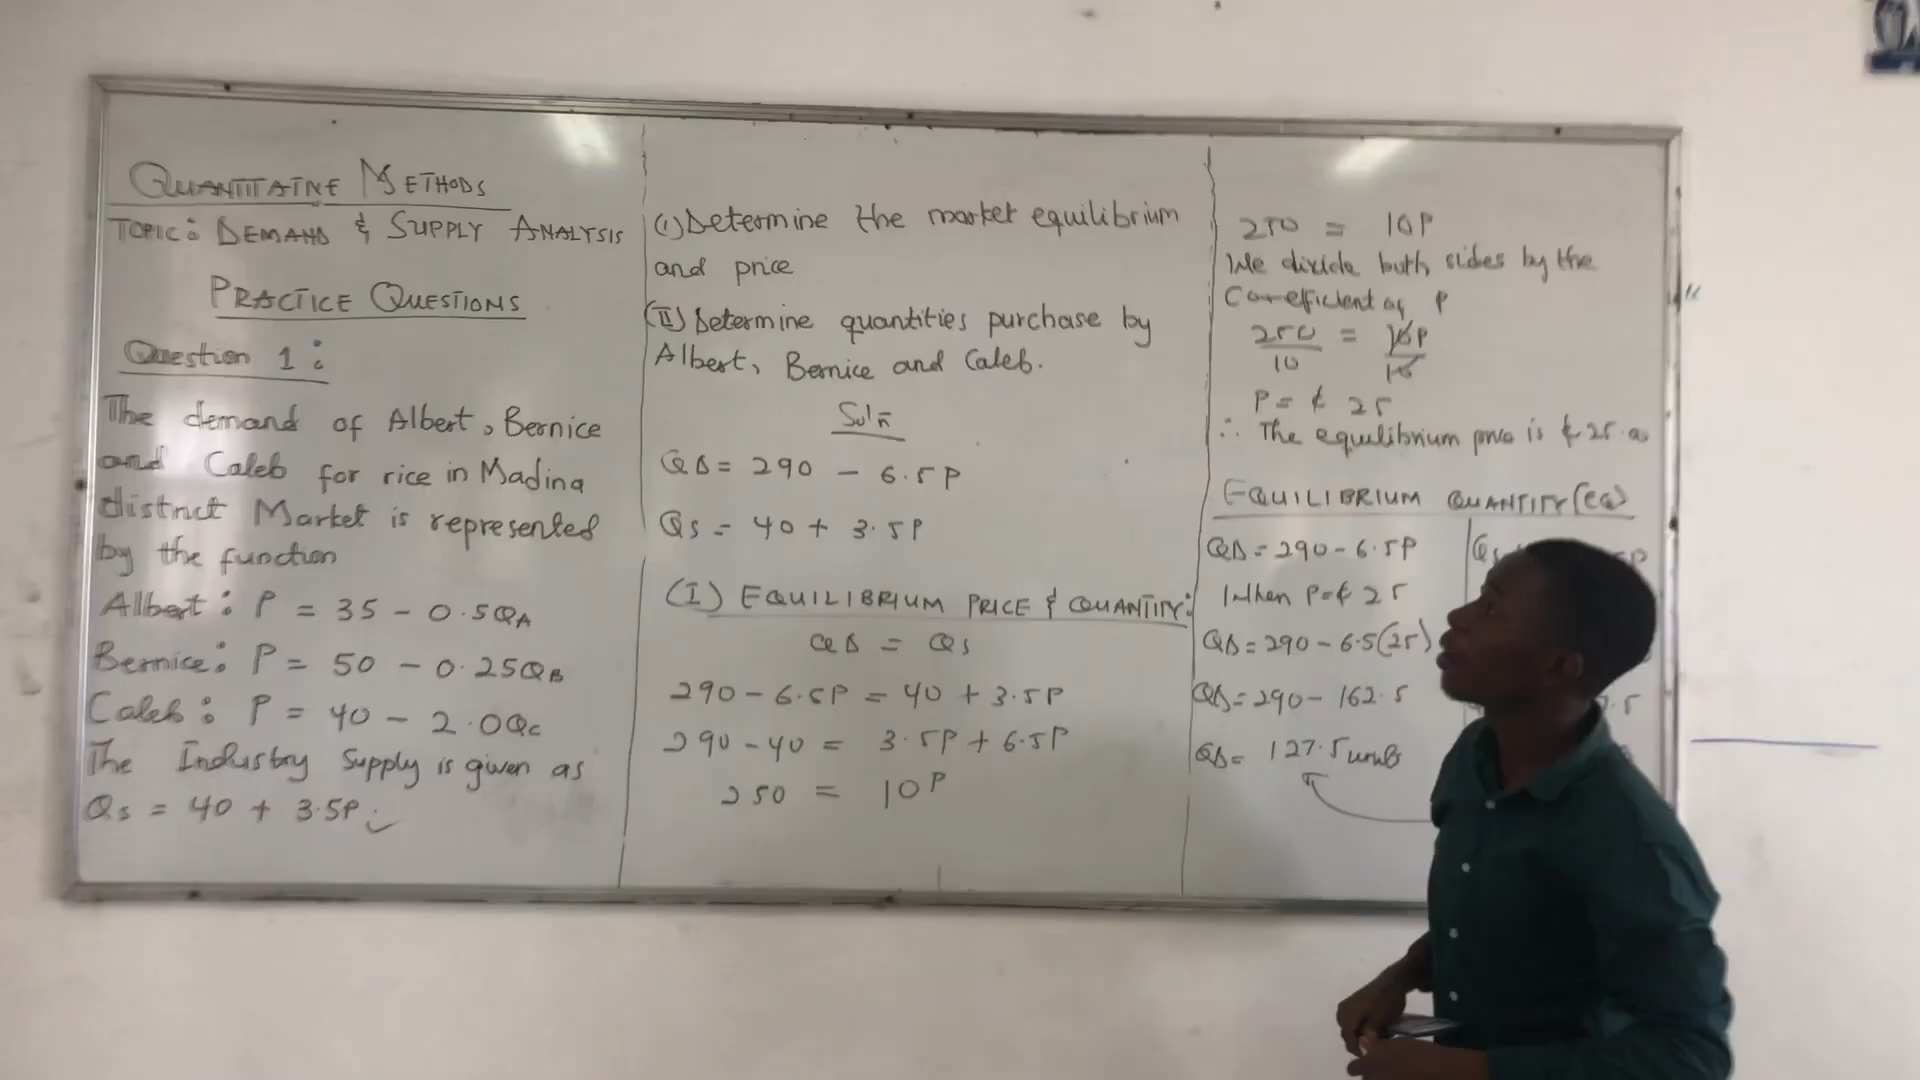 QUANTITATIVE METHODS
TOPIC: DEMAND & SUPPLY ANALYSIS
PRACTICE QUESTIONS
Question 1:
The demand of Albert, Bernice
and Caleb for rice in Madina
district Market is represented
by the function
Albert: P = 35 - 0.5QA
Bernice: P = 50 - 0.25QB
Caleb: P = 40 - 2.0QC
The Industry Supply is given as
Qs = 40 + 3.5P
(I) Determine the market equilibrium
and price
(II) Determine quantities purchase by
Albert, Bernice and Caleb.
Sol'n
QD = 290 - 6.5P
Qs = 40 + 3.5P
(I) EQUILIBRIUM PRICE & QUANTITY:
QD = Qs
290 - 6.5P = 40 + 3.5P
290 - 40 = 3.5P + 6.5P
250 = 10P
250 = 10P
We divide both sides by the
Co-efficient of P
250/10 = 10P/10
P = ₵ 25
∴ The equilibrium price is ₵ 25.00
EQUILIBRIUM QUANTITY (EQ)
QD = 290 - 6.5P
When P = ₵ 25
QD = 290 - 6.5(25)
QD = 290 - 162.5
QD = 127.5 units
Qs